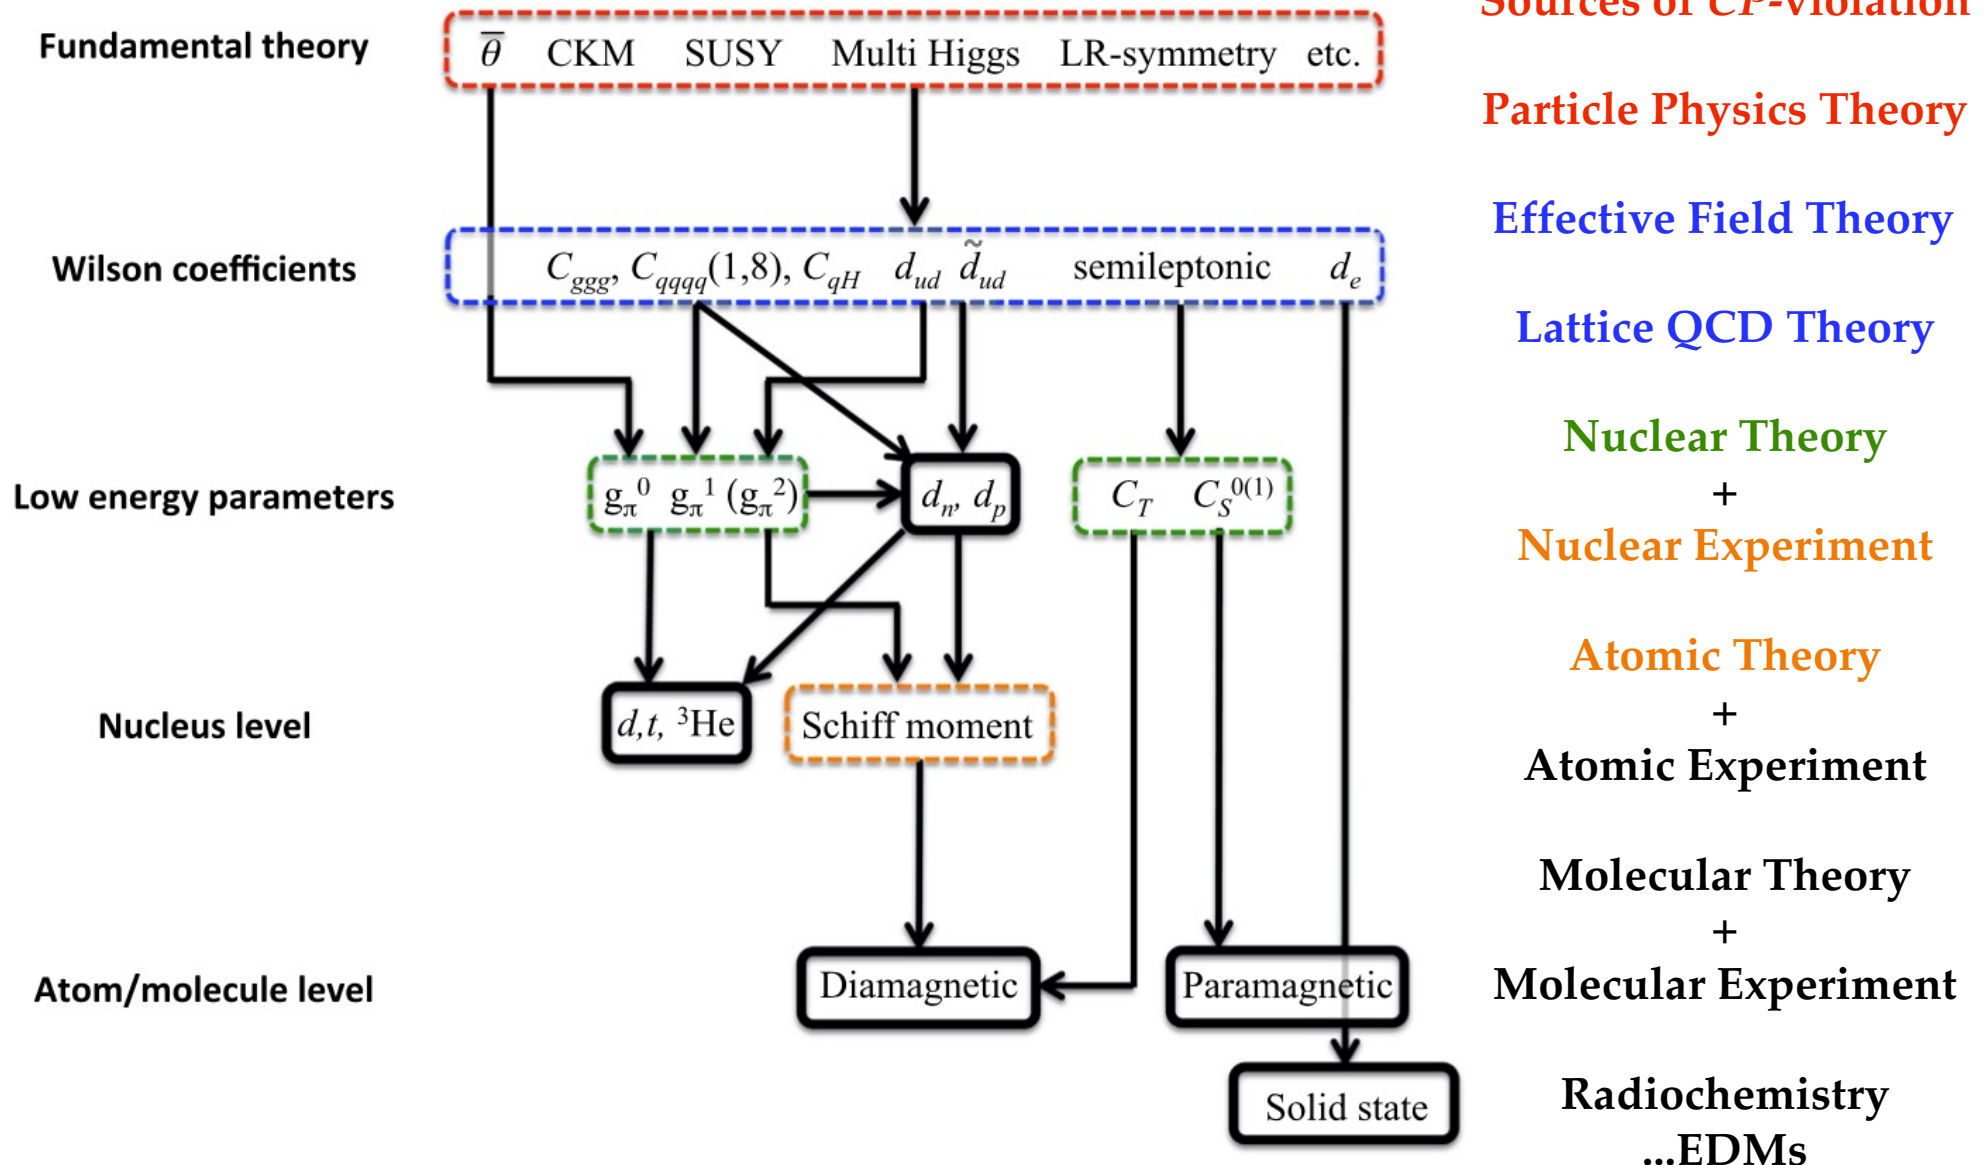 Sources of CP-violation
Fundamental theory
θ̅ CKM SUSY Multi Higgs LR-symmetry etc.
Particle Physics Theory
Effective Field Theory
Wilson coefficients
C_ggg, C_qqqq(1,8), C_qH d_ud d̃_ud semileptonic d_e
Lattice QCD Theory
Nuclear Theory
+
Nuclear Experiment
Low energy parameters
g_π^0 g_π^1 (g_π^2)
d_n, d_p
C_T C_S^0(1)
Atomic Theory
+
Atomic Experiment
Nucleus level
d,t, ³He
Schiff moment
Molecular Theory
+
Molecular Experiment
Atom/molecule level
Diamagnetic
Paramagnetic
Solid state
Radiochemistry
...EDMs